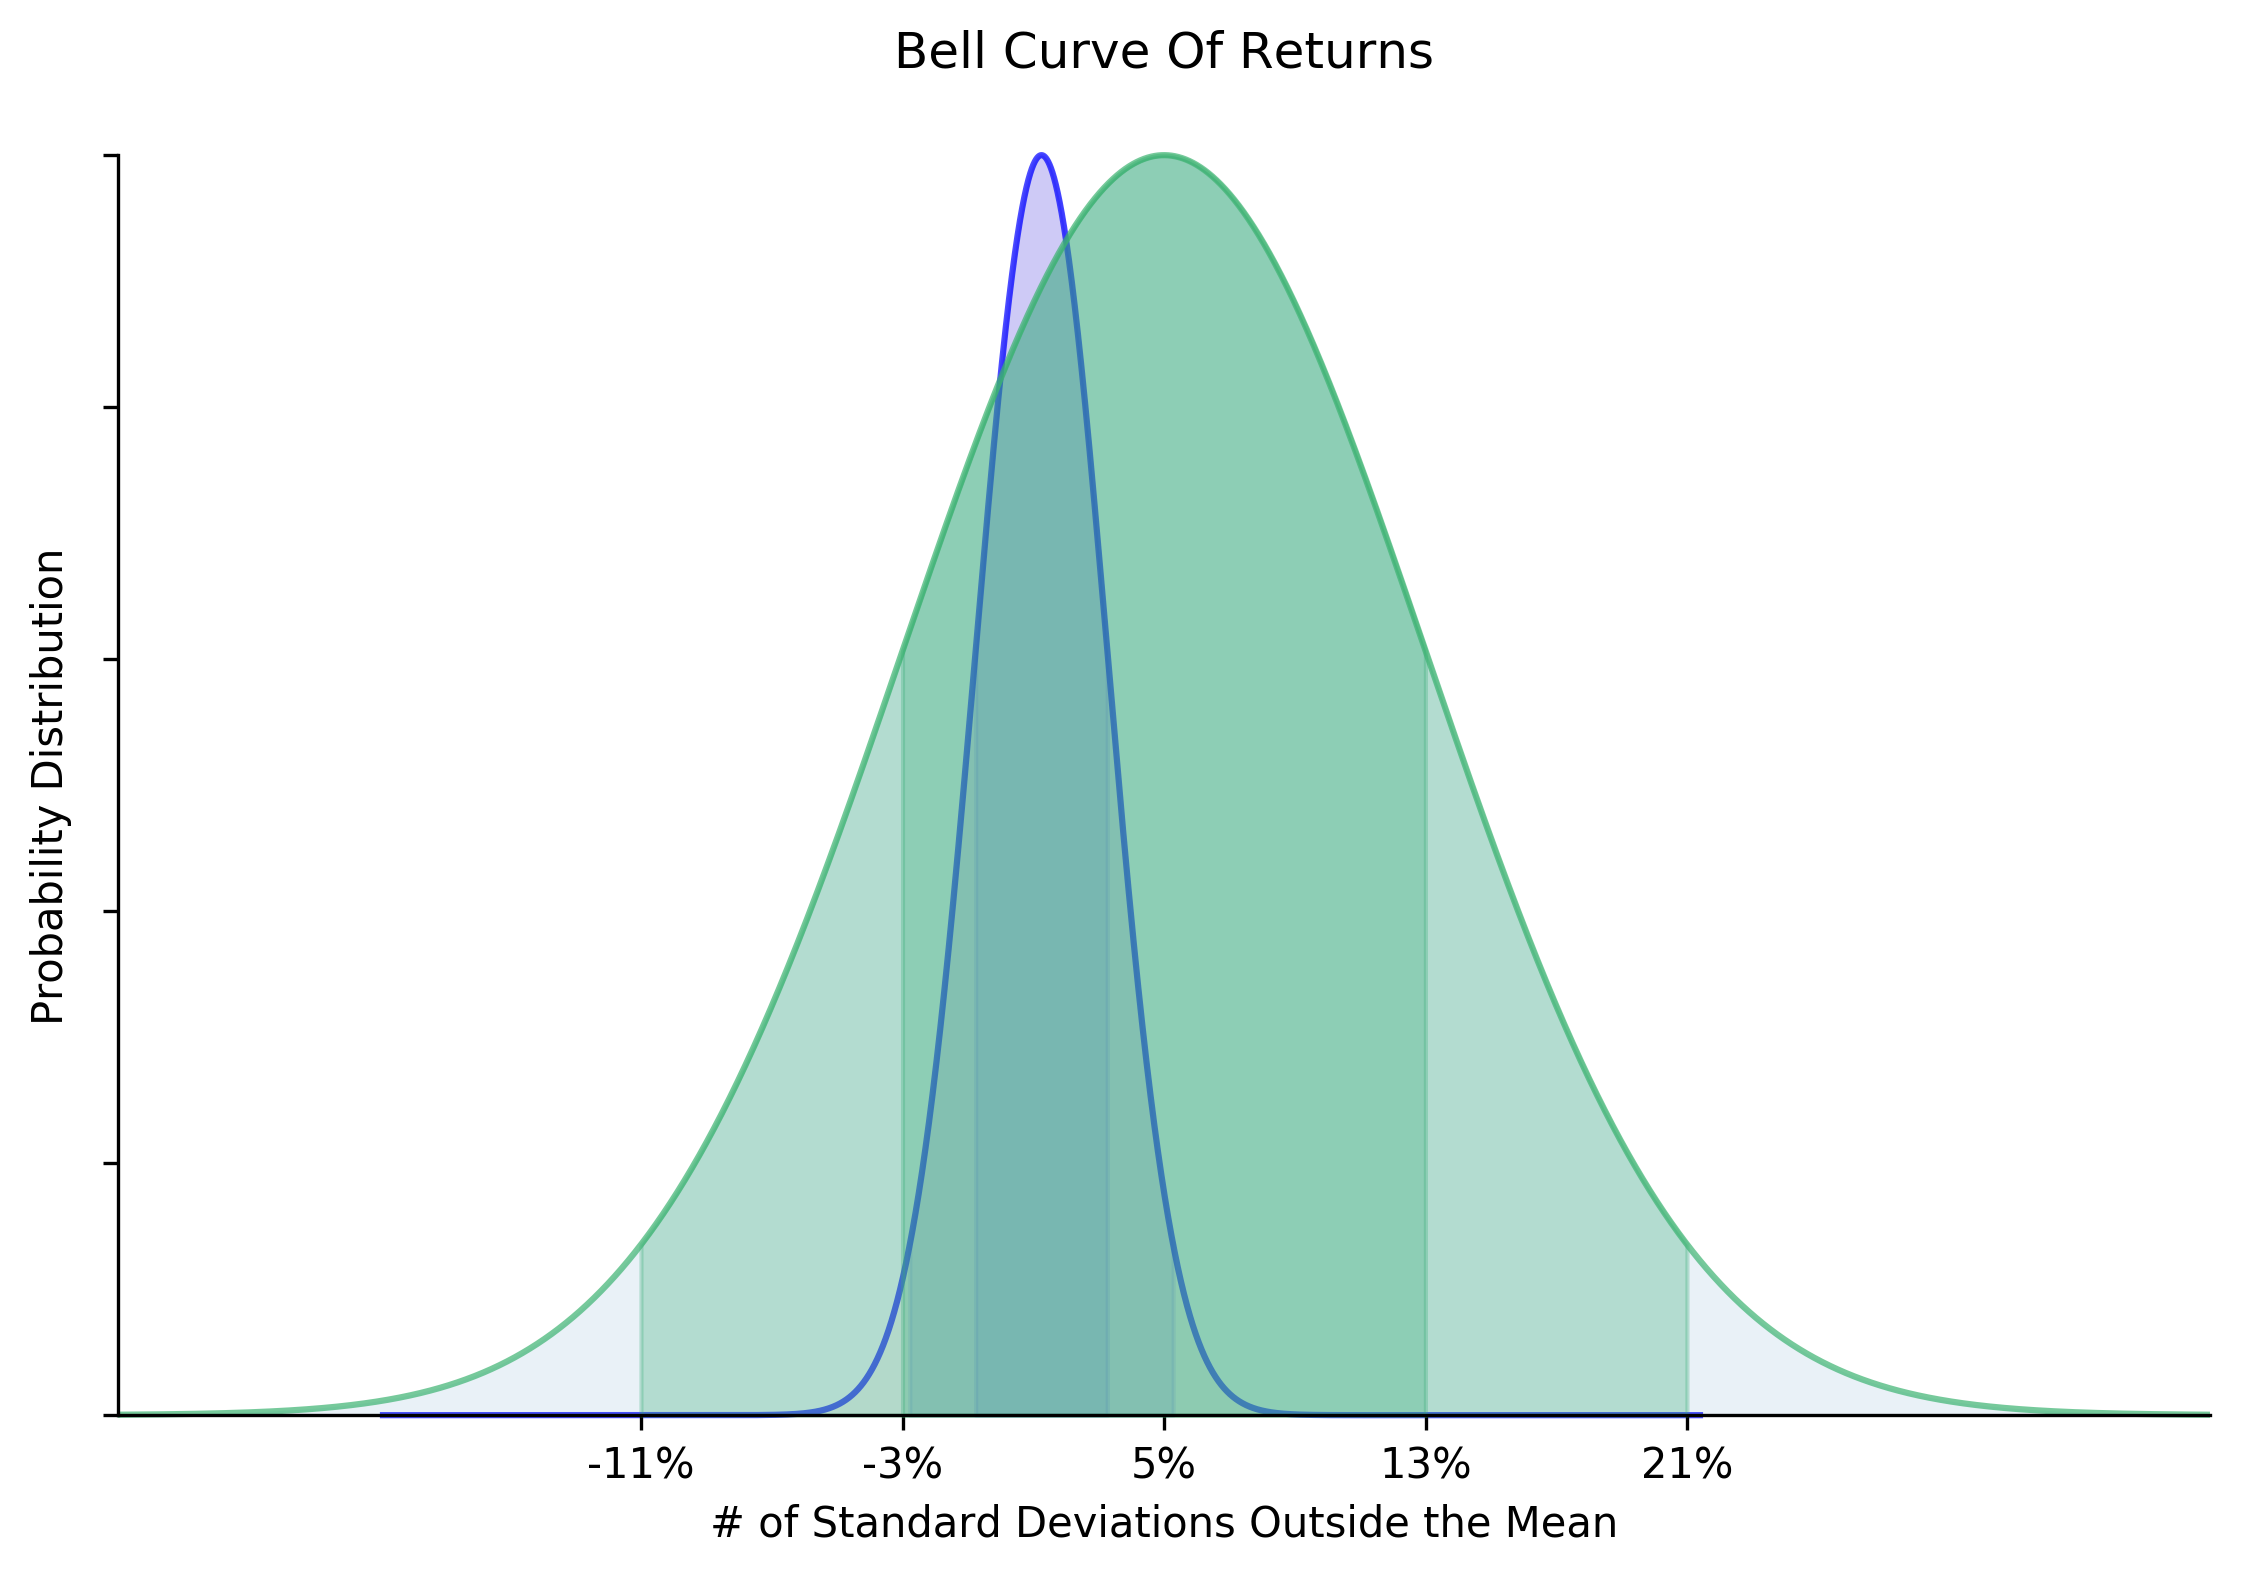 Bell Curve Of Returns
Probability Distribution
-11%
-3%
5%
13%
21%
# of Standard Deviations Outside the Mean